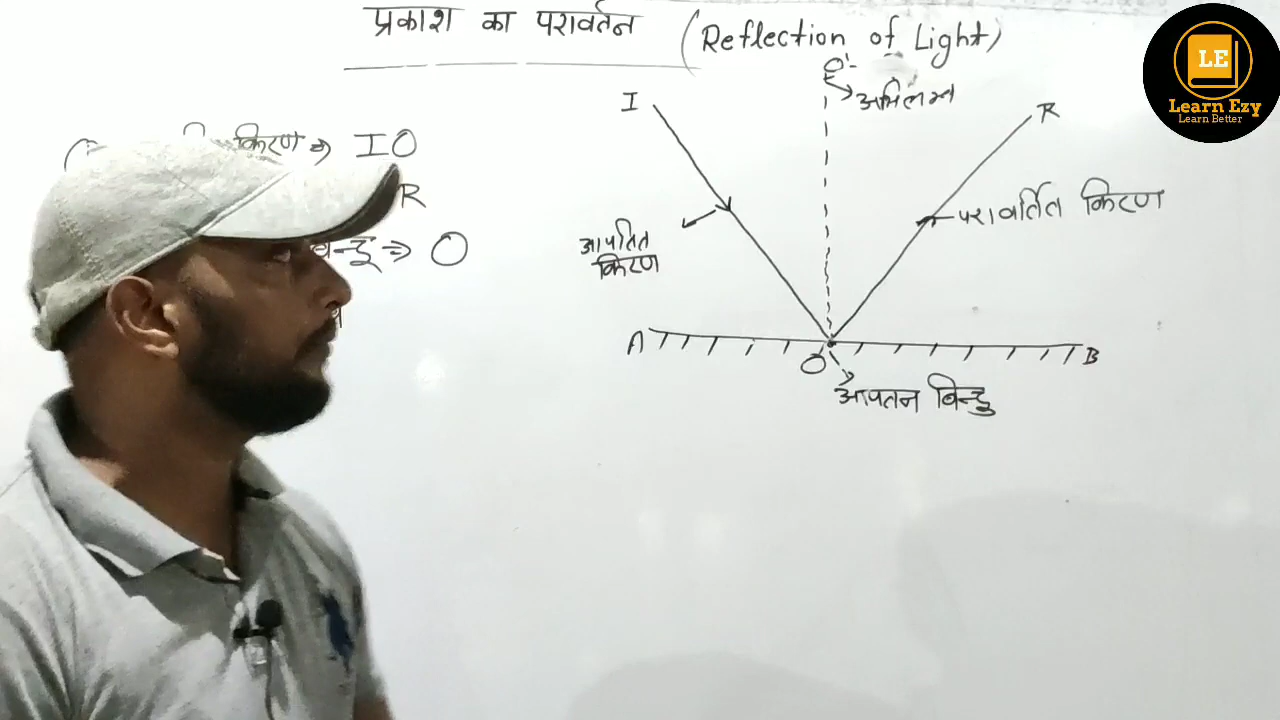 प्रकाश का परावर्तन (Reflection of Light)
LE
Learn Ezy
Learn Better
किरण ⇒ IO
R
बिन्दू ⇒ O
I
O'
अभिलम्ब
R
परावर्तित किरण
आपतित
किरण
A
B
O
आपतन बिन्दू